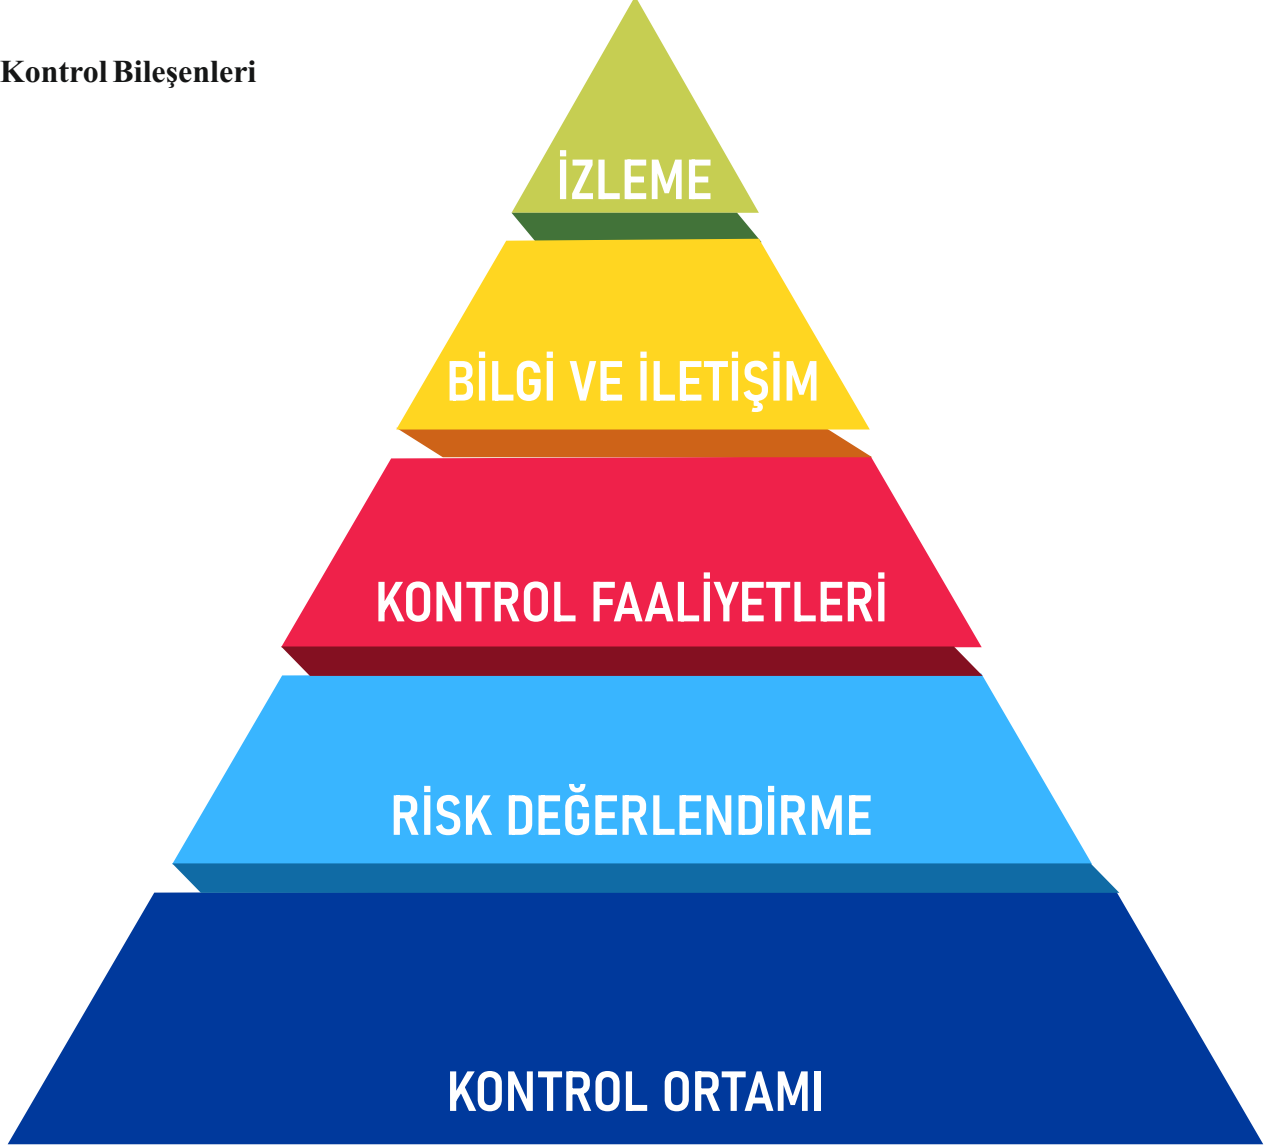 Kontrol Bileşenleri
İZLEME
BİLGİ VE İLETİŞİM
KONTROL FAALİYETLERİ
RİSK DEĞERLENDİRME
KONTROL ORTAMI